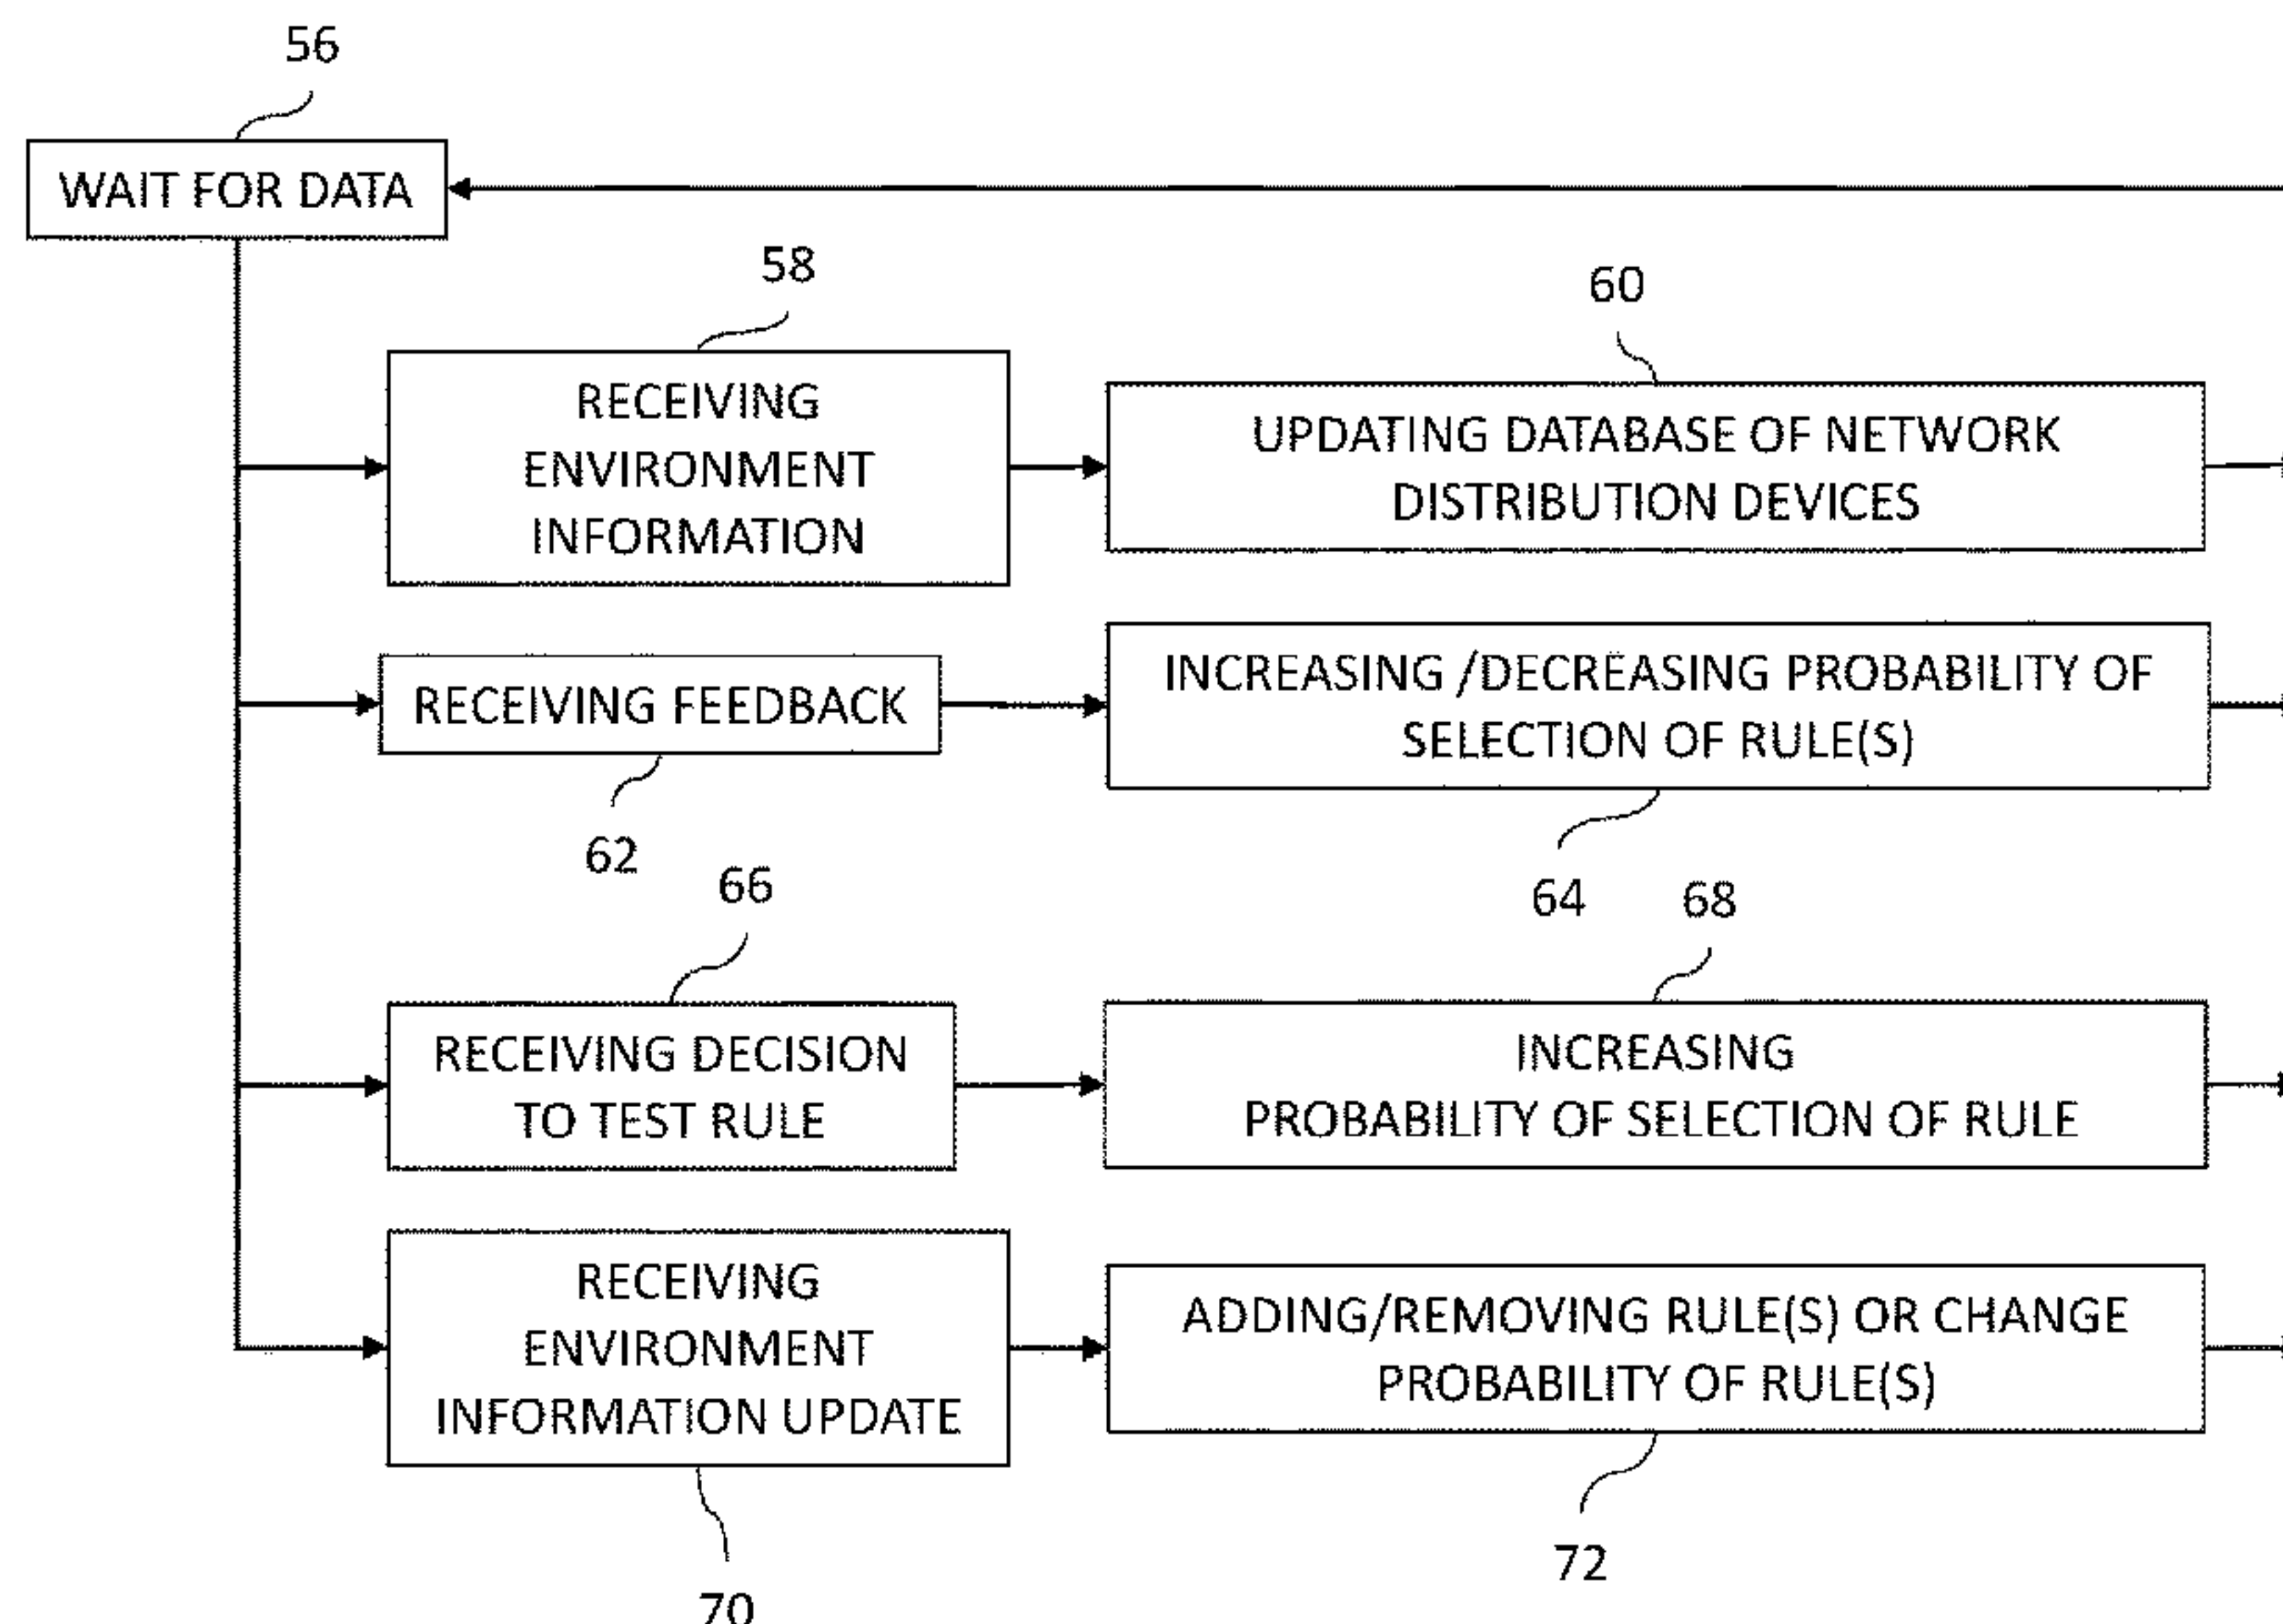 56
WAIT FOR DATA
58
60
RECEIVING
ENVIRONMENT
INFORMATION
UPDATING DATABASE OF NETWORK
DISTRIBUTION DEVICES
RECEIVING FEEDBACK
INCREASING /DECREASING PROBABILITY OF
SELECTION OF RULE(S)
62
64
66
68
RECEIVING DECISION
TO TEST RULE
INCREASING
PROBABILITY OF SELECTION OF RULE
RECEIVING
ENVIRONMENT
INFORMATION UPDATE
ADDING/REMOVING RULE(S) OR CHANGE
PROBABILITY OF RULE(S)
70
72